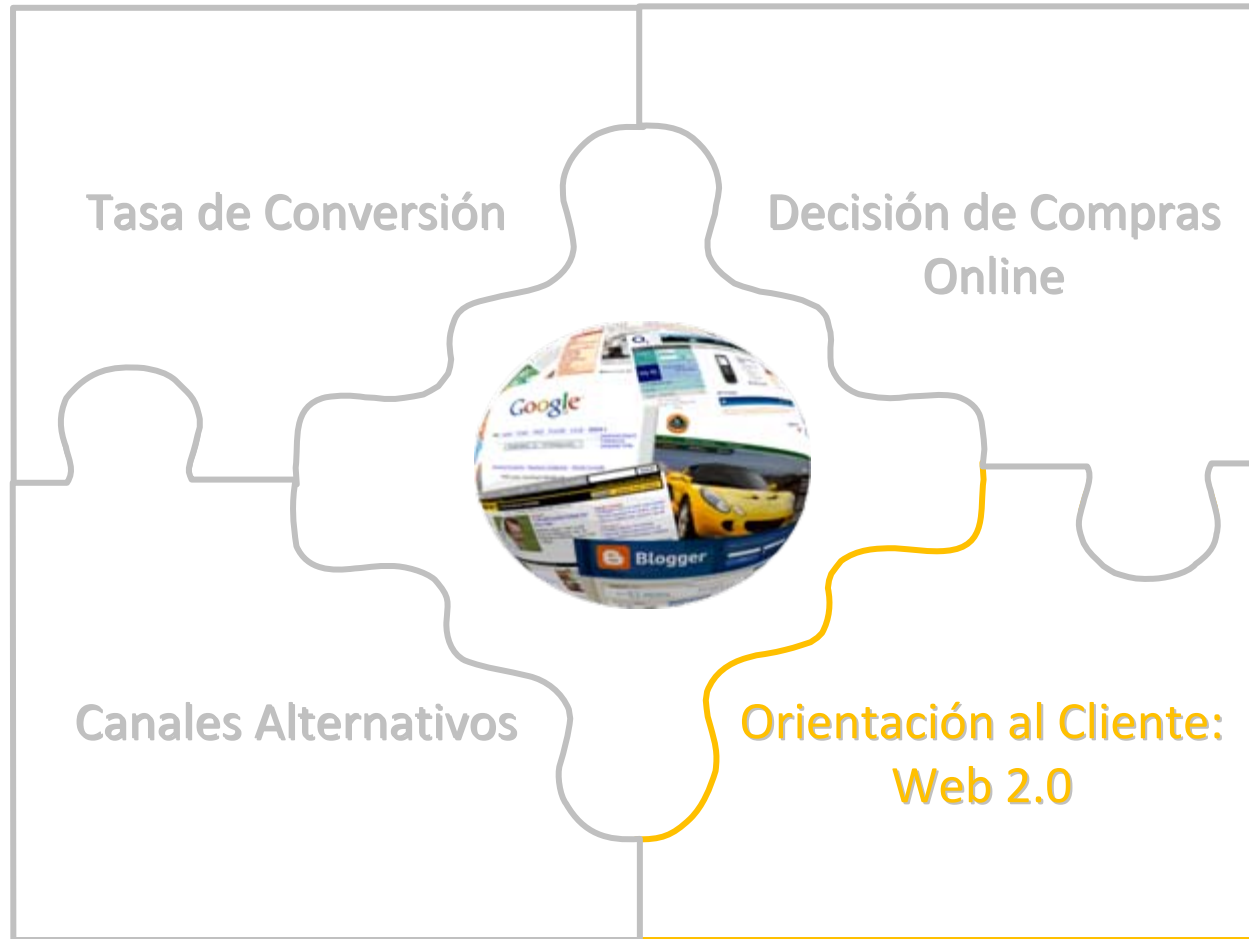 Tasa de Conversión
Decisión de Compras
Online
Google
Blogger
Canales Alternativos
Orientación al Cliente:
Web 2.0